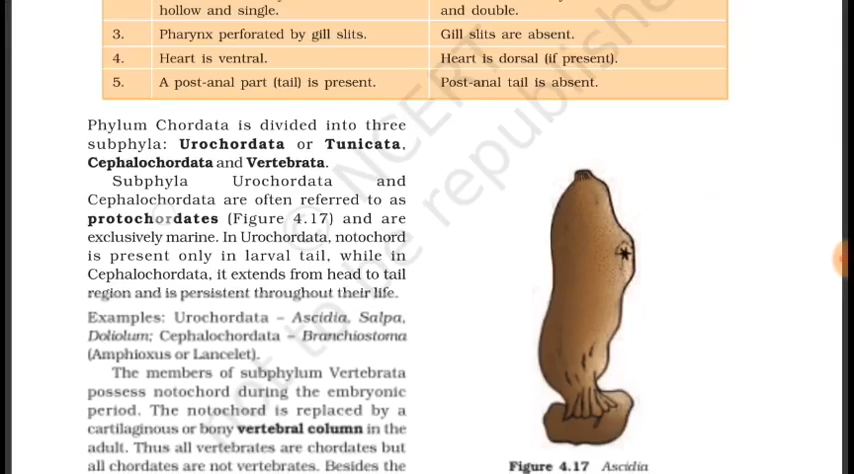 hollow and single. and double.
3. Pharynx perforated by gill slits. Gill slits are absent.
4. Heart is ventral. Heart is dorsal (if present).
5. A post-anal part (tail) is present. Post-anal tail is absent.
Phylum Chordata is divided into three
subphyla: Urochordata or Tunicata,
Cephalochordata and Vertebrata.
Subphyla Urochordata and
Cephalochordata are often referred to as
protochordates (Figure 4.17) and are
exclusively marine. In Urochordata, notochord
is present only in larval tail, while in
Cephalochordata, it extends from head to tail
region and is persistent throughout their life.
Examples: Urochordata – Ascidia, Salpa,
Doliolum; Cephalochordata – Branchiostoma
(Amphioxus or Lancelet).
The members of subphylum Vertebrata
possess notochord during the embryonic
period. The notochord is replaced by a
cartilaginous or bony vertebral column in the
adult. Thus all vertebrates are chordates but
all chordates are not vertebrates. Besides the
Figure 4.17 Ascidia
© NCERT
not to be republished